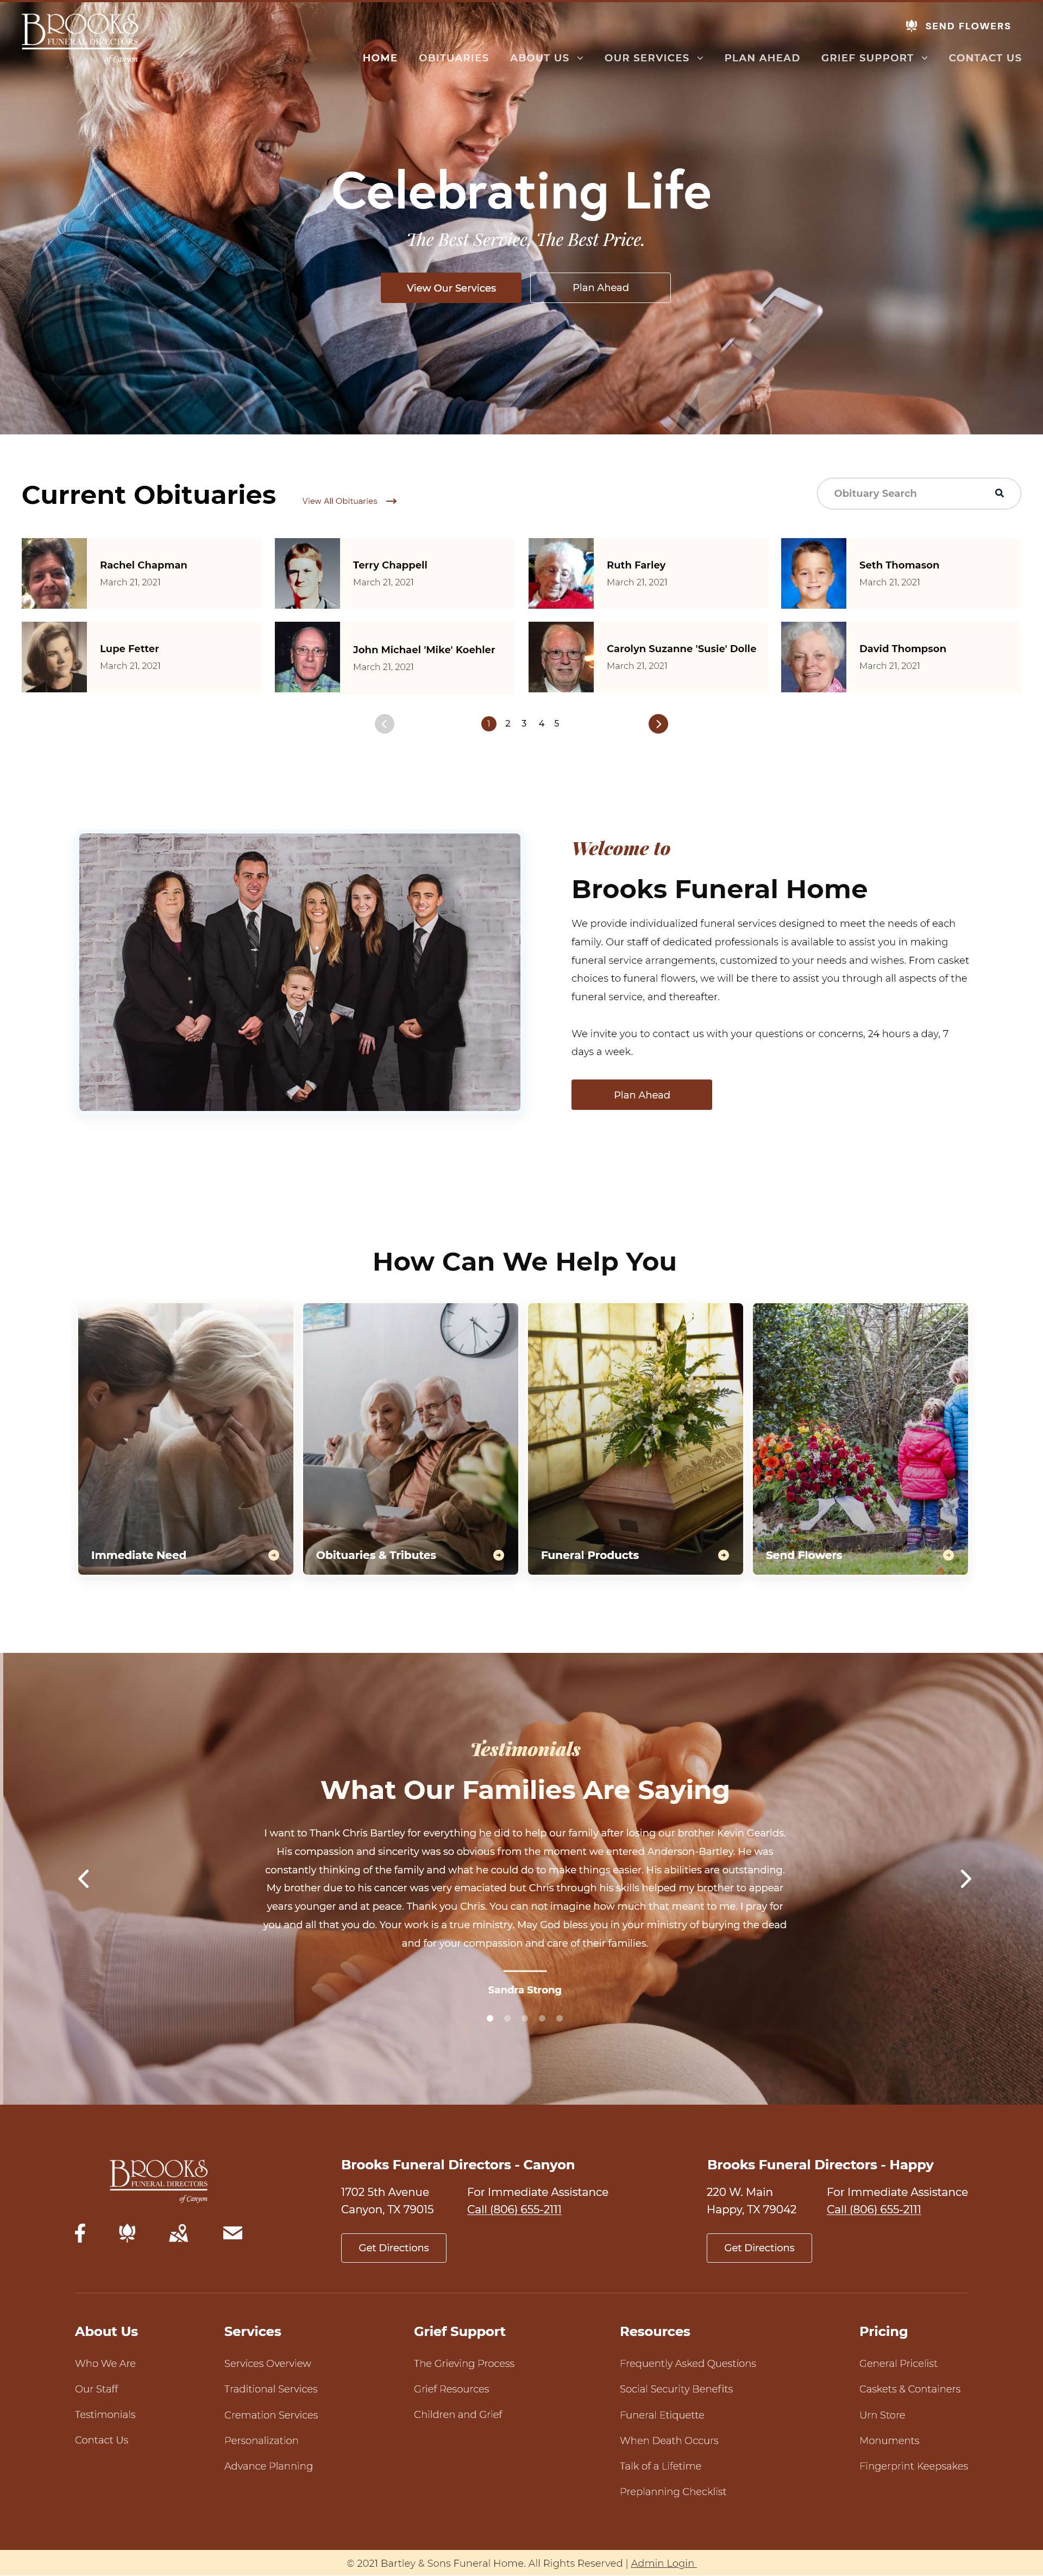 BROOKS
FUNERAL DIRECTORS
of Canyon
SEND FLOWERS
HOME OBITUARIES ABOUT US OUR SERVICES PLAN AHEAD GRIEF SUPPORT CONTACT US
Celebrating Life
The Best Service, The Best Price.
View Our Services Plan Ahead
Current Obituaries View All Obituaries Obituary Search
Rachel Chapman
March 21, 2021
Terry Chappell
March 21, 2021
Ruth Farley
March 21, 2021
Seth Thomason
March 21, 2021
Lupe Fetter
March 21, 2021
John Michael 'Mike' Koehler
March 21, 2021
Carolyn Suzanne 'Susie' Dolle
March 21, 2021
David Thompson
March 21, 2021
1 2 3 4 5
Welcome to
Brooks Funeral Home
We provide individualized funeral services designed to meet the needs of each
family. Our staff of dedicated professionals is available to assist you in making
funeral service arrangements, customized to your needs and wishes. From casket
choices to funeral flowers, we will be there to assist you through all aspects of the
funeral service, and thereafter.
We invite you to contact us with your questions or concerns, 24 hours a day, 7
days a week.
Plan Ahead
How Can We Help You
Immediate Need
Obituaries & Tributes
Funeral Products
Send Flowers
Testimonials
What Our Families Are Saying
I want to Thank Chris Bartley for everything he did to help our family after losing our brother Kevin Gearlds.
His compassion and sincerity was so obvious from the moment we entered Anderson-Bartley. He was
constantly thinking of the family and what he could do to make things easier. His abilities are outstanding.
My brother due to his cancer was very emaciated but Chris through his skills helped my brother to appear
years younger and at peace. Thank you Chris. You can not imagine how much that meant to me. I pray for
you and all that you do. Your work is a true ministry. May God bless you in your ministry of burying the dead
and for your compassion and care of their families.
Sandra Strong
BROOKS
FUNERAL DIRECTORS
of Canyon
Brooks Funeral Directors - Canyon
1702 5th Avenue
Canyon, TX 79015
For Immediate Assistance
Call (806) 655-2111
Get Directions
Brooks Funeral Directors - Happy
220 W. Main
Happy, TX 79042
For Immediate Assistance
Call (806) 655-2111
Get Directions
About Us
Who We Are
Our Staff
Testimonials
Contact Us
Services
Services Overview
Traditional Services
Cremation Services
Personalization
Advance Planning
Grief Support
The Grieving Process
Grief Resources
Children and Grief
Resources
Frequently Asked Questions
Social Security Benefits
Funeral Etiquette
When Death Occurs
Talk of a Lifetime
Preplanning Checklist
Pricing
General Pricelist
Caskets & Containers
Urn Store
Monuments
Fingerprint Keepsakes
© 2021 Bartley & Sons Funeral Home. All Rights Reserved | Admin Login